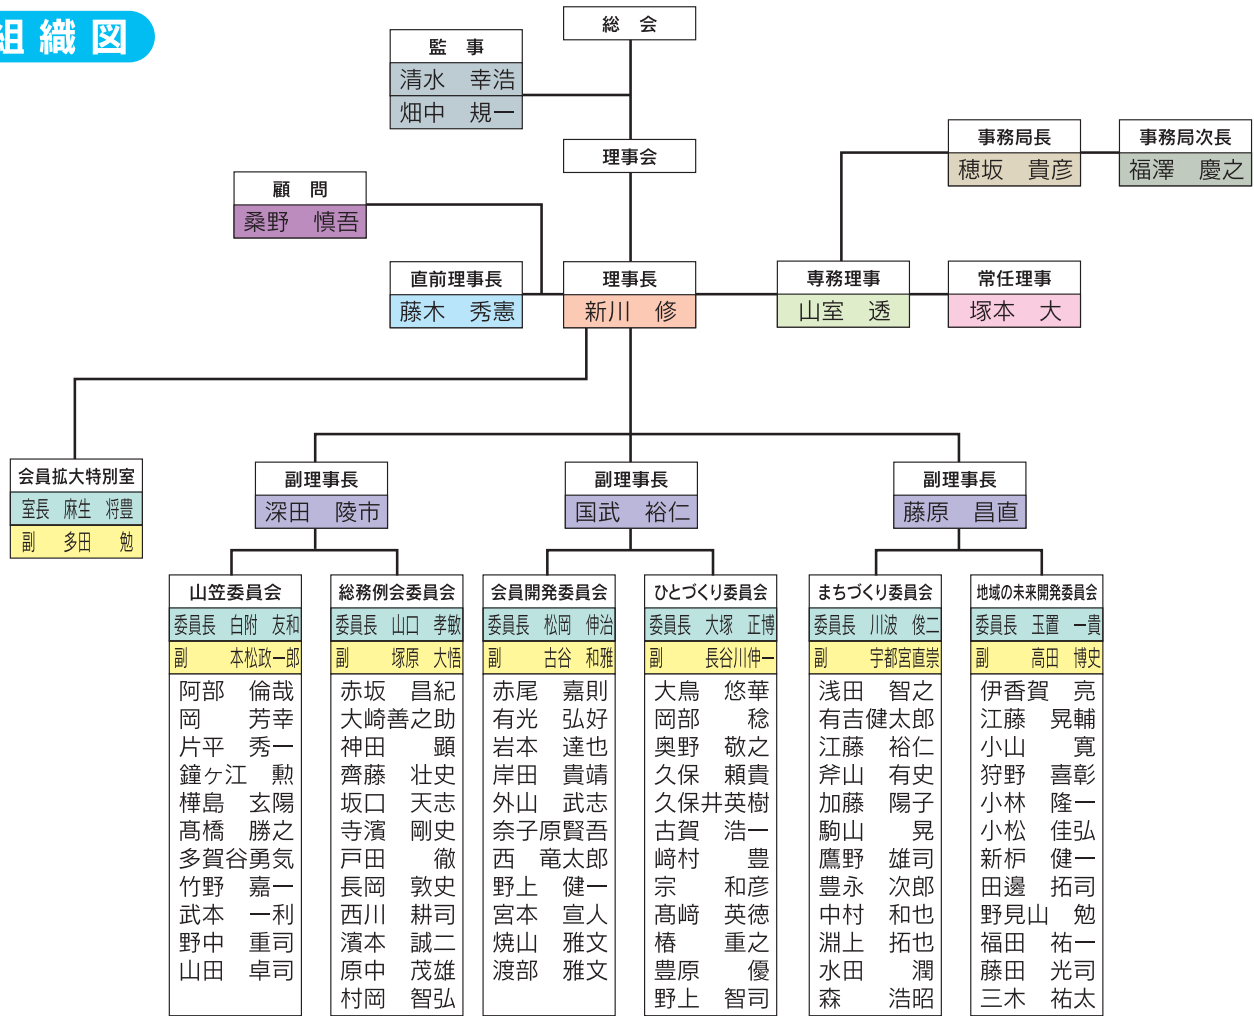 組織図
総　会
監　事
清水　幸浩
畑中　規一
理事会
事務局長
穂坂　貴彦
事務局次長
福澤　慶之
顧　問
桑野　慎吾
直前理事長
藤木　秀憲
理事長
新川　修
専務理事
山室　透
常任理事
塚本　大
会員拡大特別室
室長　麻生　将豊
副　多田　勉
副理事長
深田　陵市
副理事長
国武　裕仁
副理事長
藤原　昌直
山笠委員会
委員長　白附　友和
副　本松政一郎
阿部　倫哉
岡　芳幸
片平　秀一
鐘ヶ江　勲
樺島　玄陽
髙橋　勝之
多賀谷勇気
竹野　嘉一
武本　一利
野中　重司
山田　卓司
総務例会委員会
委員長　山口　孝敏
副　塚原　大悟
赤坂　昌紀
大崎善之助
神田　顕
齊藤　壮史
坂口　天志
寺濱　剛史
戸田　徹
長岡　敦史
西川　耕司
濱本　誠二
原中　茂雄
村岡　智弘
会員開発委員会
委員長　松岡　伸治
副　古谷　和雅
赤尾　嘉則
有光　弘好
岩本　達也
岸田　貴靖
外山　武志
奈子原賢吾
西　竜太郎
野上　健一
宮本　宣人
焼山　雅文
渡部　雅文
ひとづくり委員会
委員長　大塚　正博
副　長谷川伸一
大鳥　悠華
岡部　稔
奥野　敬之
久保　頼貴
久保井英樹
古賀　浩一
﨑村　豊
宗　和彦
髙﨑　英徳
椿　重之
豊原　優
野上　智司
まちづくり委員会
委員長　川波　俊二
副　宇都宮直崇
浅田　智之
有吉健太郎
江藤　裕仁
斧山　有史
加藤　陽子
駒山　晃
鷹野　雄司
豊永　次郎
中村　和也
淵上　拓也
水田　潤
森　浩昭
地域の未来開発委員会
委員長　玉置　一貴
副　高田　博史
伊香賀　亮
江藤　晃輔
小山　寛
狩野　喜彰
小林　隆一
小松　佳弘
新枦　健一
田邊　拓司
野見山　勉
福田　祐一
藤田　光司
三木　祐太